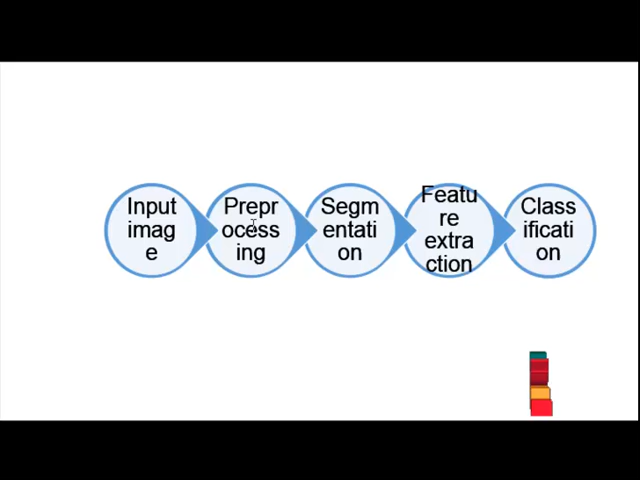 Input
imag
e
Prepr
ocess
ing
Segm
entati
on
Featu
re
extra
ction
Class
ificati
on